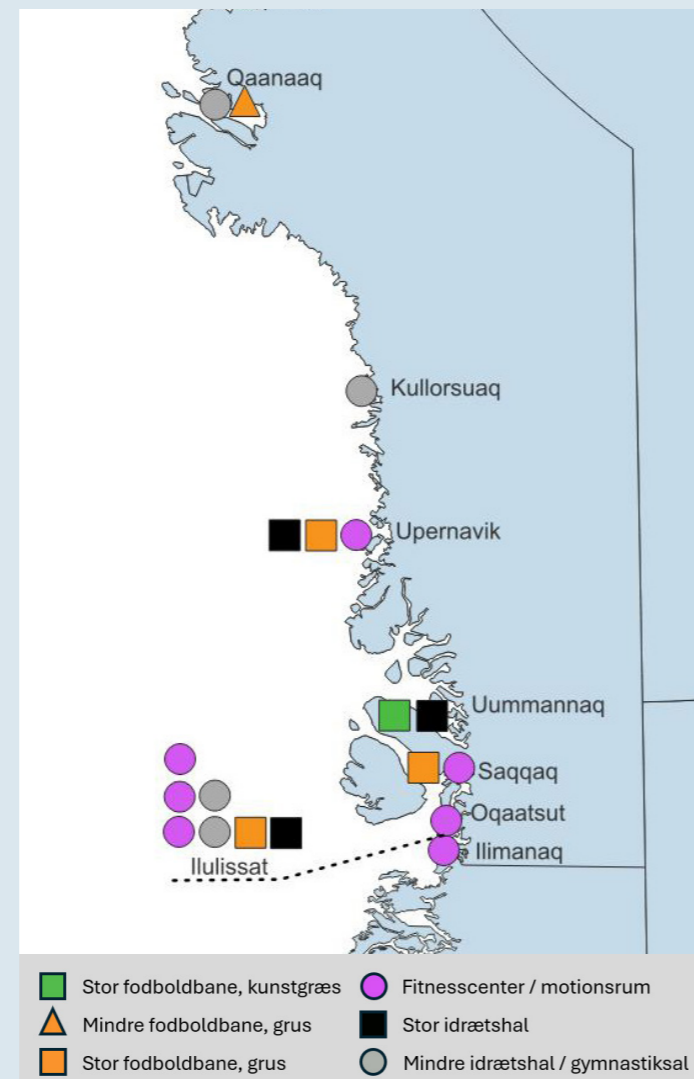 Qaanaaq
Kullorsuaq
Upernavik
Uummannaq
Saqqaq
Oqaatsut
Ilimanaq
Ilulissat
Stor fodboldbane, kunstgræs
Fitnesscenter / motionsrum
Mindre fodboldbane, grus
Stor idrætshal
Stor fodboldbane, grus
Mindre idrætshal / gymnastiksal